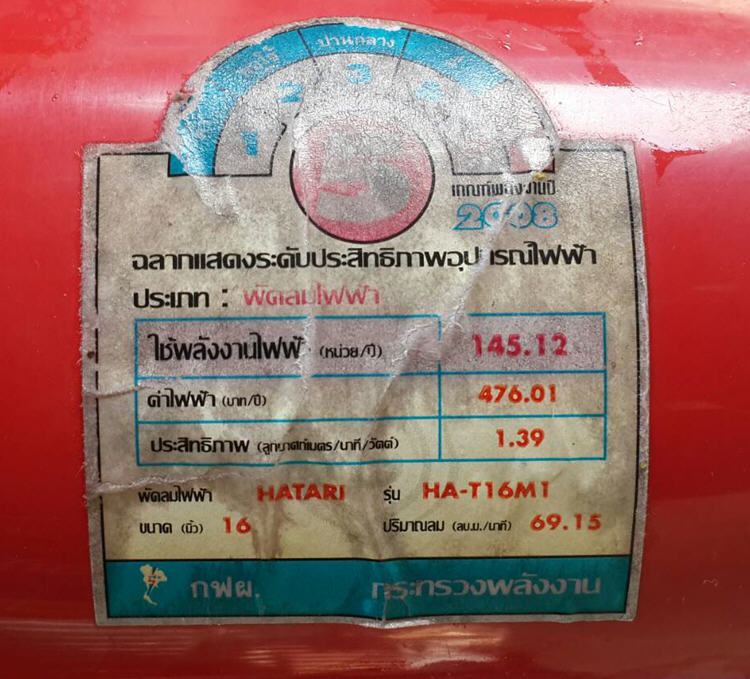 ปานกลาง
1 2 3
เกณฑ์พลังงานปี
2008
ฉลากแสดงระดับประสิทธิภาพอุปกรณ์ไฟฟ้า
ประเภท : พัดลมไฟฟ้า
ใช้พลังงานไฟฟ้า (หน่วย/ปี) 145.12
ค่าไฟฟ้า (บาท/ปี) 476.01
ประสิทธิภาพ (ลูกบาศก์เมตร/นาที/วัตต์) 1.39
พัดลมไฟฟ้า HATARI รุ่น HA-T16M1
ขนาด (นิ้ว) 16 ปริมาณลม (ลบ.ม./นาที) 69.15
กฟผ. กระทรวงพลังงาน